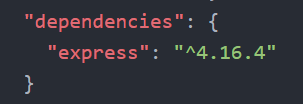 "dependencies": {
"express": "^4.16.4"
}